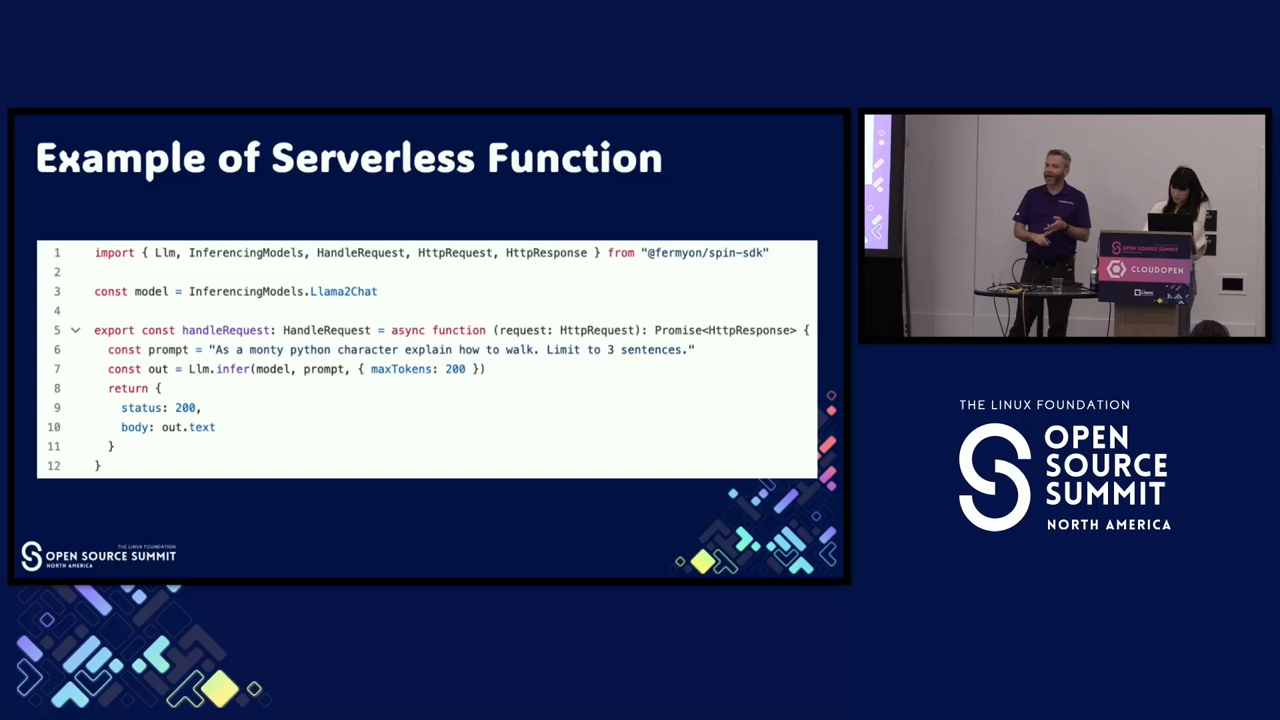 Example of Serverless Function
1 import { Llm, InferencingModels, HandleRequest, HttpRequest, HttpResponse } from "@fermyon/spin-sdk"
2
3 const model = InferencingModels.Llama2Chat
4
5 export const handleRequest: HandleRequest = async function (request: HttpRequest): Promise<HttpResponse> {
6 const prompt = "As a monty python character explain how to walk. Limit to 3 sentences."
7 const out = Llm.infer(model, prompt, { maxTokens: 200 })
8 return {
9 status: 200,
10 body: out.text
11 }
12 }
THE LINUX FOUNDATION
OPEN SOURCE SUMMIT
NORTH AMERICA
OPEN SOURCE SUMMIT
CLOUDOPEN
THE LINUX FOUNDATION
OPEN
SOURCE
SUMMIT
NORTH AMERICA